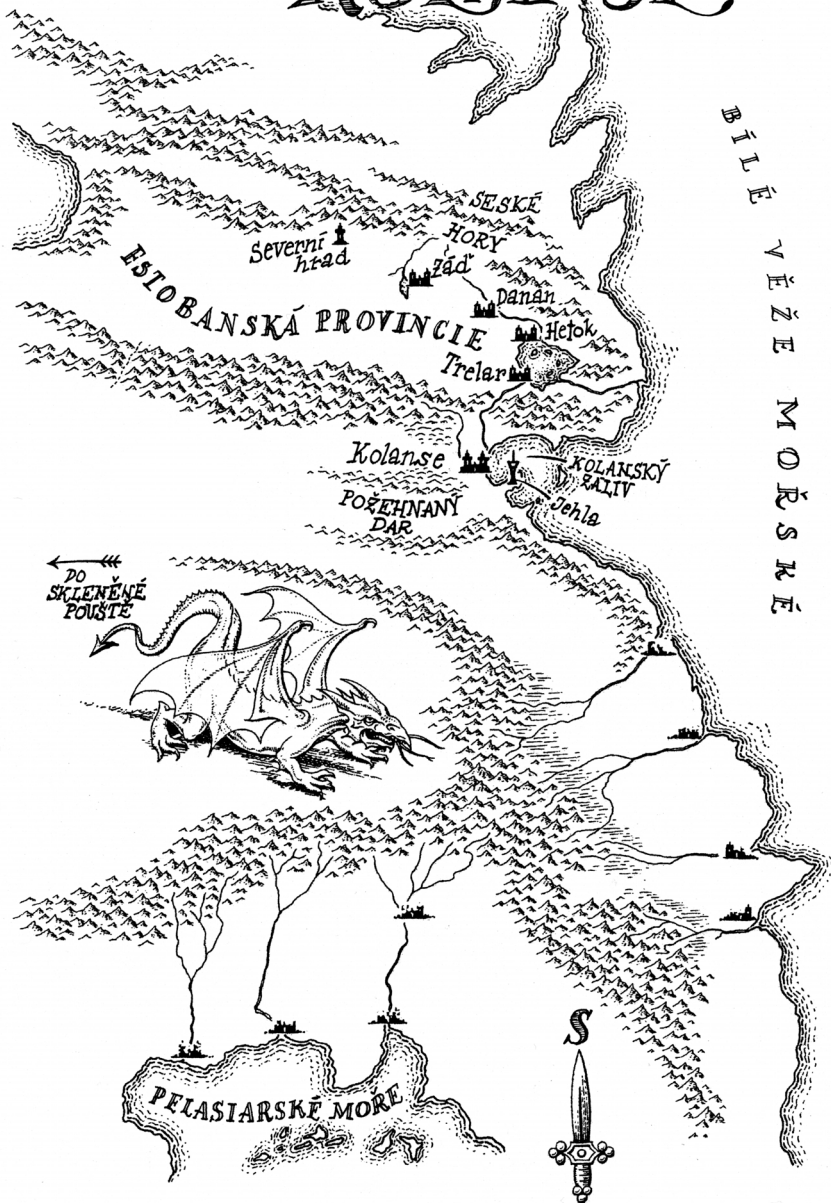 BÍLÉ VĚŽE MOŘSKÉ
SESKÉ
HORY
Severní
hrad
Záď
Danán
ESTOBANSKÁ PROVINCIE
Hetok
Trelar
Kolanse
KOLANSKÝ
ZÁLIV
POŽEHNANÝ
DAR
Jehla
DO
SKLENĚNÉ
POUŠTĚ
S
PELASIARSKÉ MOŘE